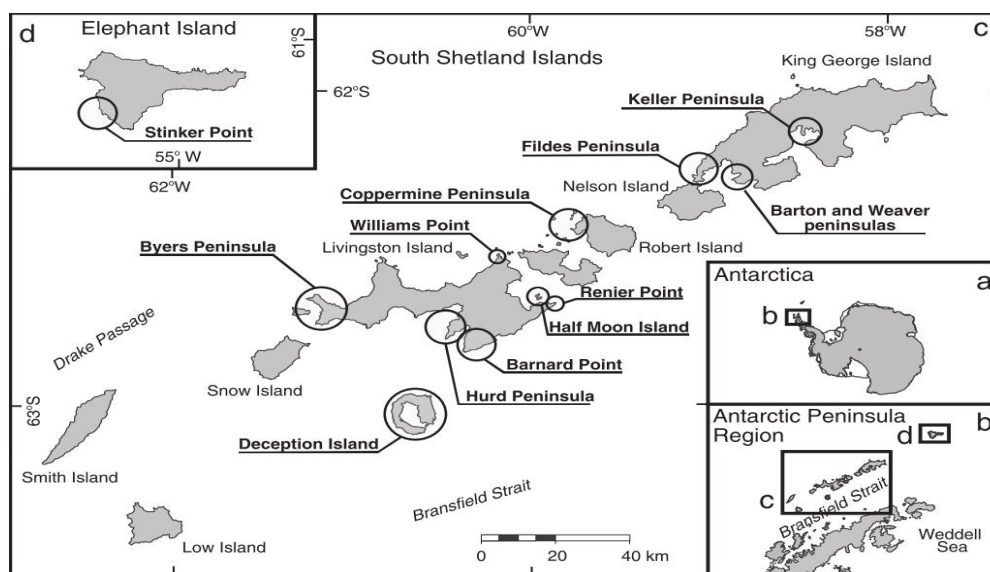 d
Elephant Island
61°S
62°S
Stinker Point
55° W
62°W
60°W
58°W
c
South Shetland Islands
King George Island
Keller Peninsula
Fildes Peninsula
Nelson Island
Coppermine Peninsula
Barton and Weaver
peninsulas
Williams Point
Livingston Island
Robert Island
Byers Peninsula
Renier Point
Half Moon Island
Barnard Point
Hurd Peninsula
Drake Passage
Snow Island
63°S
Deception Island
Smith Island
Bransfield Strait
Low Island
0
20
40 km
Antarctica
a
b
Antarctic Peninsula
Region
b
d
c
Bransfield Strait
Weddell
Sea